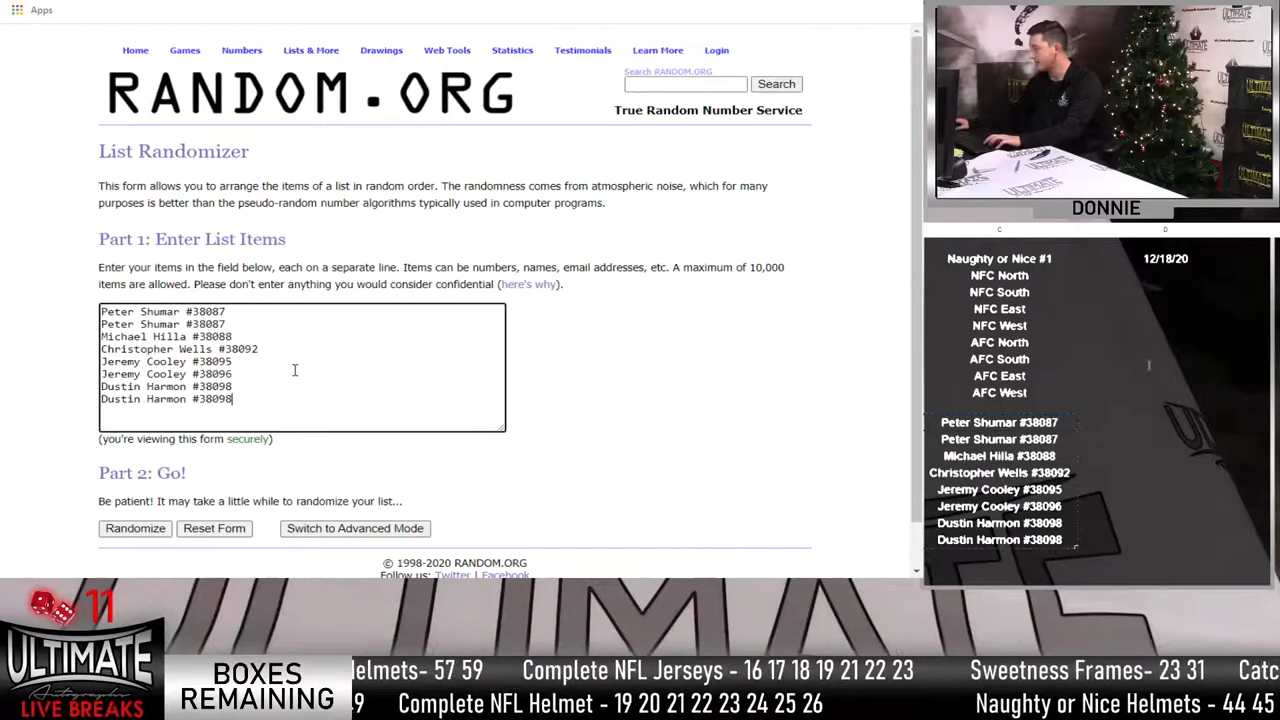 Apps
Home Games Numbers Lists & More Drawings Web Tools Statistics Testimonials Learn More Login
RANDOM.ORG
Search RANDOM.ORG
Search
True Random Number Service
List Randomizer
This form allows you to arrange the items of a list in random order. The randomness comes from atmospheric noise, which for many
purposes is better than the pseudo-random number algorithms typically used in computer programs.
Part 1: Enter List Items
Enter your items in the field below, each on a separate line. Items can be numbers, names, email addresses, etc. A maximum of 10,000
items are allowed. Please don't enter anything you would consider confidential (here's why).
Peter Shumar #38087
Peter Shumar #38087
Michael Hilla #38088
Christopher Wells #38092
Jeremy Cooley #38095
Jeremy Cooley #38096
Dustin Harmon #38098
Dustin Harmon #38098
(you're viewing this form securely)
Part 2: Go!
Be patient! It may take a little while to randomize your list...
Randomize Reset Form Switch to Advanced Mode
© 1998-2020 RANDOM.ORG
Follow us: Twitter | Facebook
DONNIE
C D
Naughty or Nice #1 12/18/20
NFC North
NFC South
NFC East
NFC West
AFC North
AFC South
AFC East
AFC West
Peter Shumar #38087
Peter Shumar #38087
Michael Hilla #38088
Christopher Wells #38092
Jeremy Cooley #38095
Jeremy Cooley #38096
Dustin Harmon #38098
Dustin Harmon #38098
11
ULTIMATE
Autographs
LIVE BREAKS
BOXES
REMAINING
Helmets- 57 59 Complete NFL Jerseys - 16 17 18 19 21 22 23 Sweetness Frames- 23 31 Catc
9 Complete NFL Helmet - 19 20 21 22 23 24 25 26 Naughty or Nice Helmets - 44 45
ULTIMATE